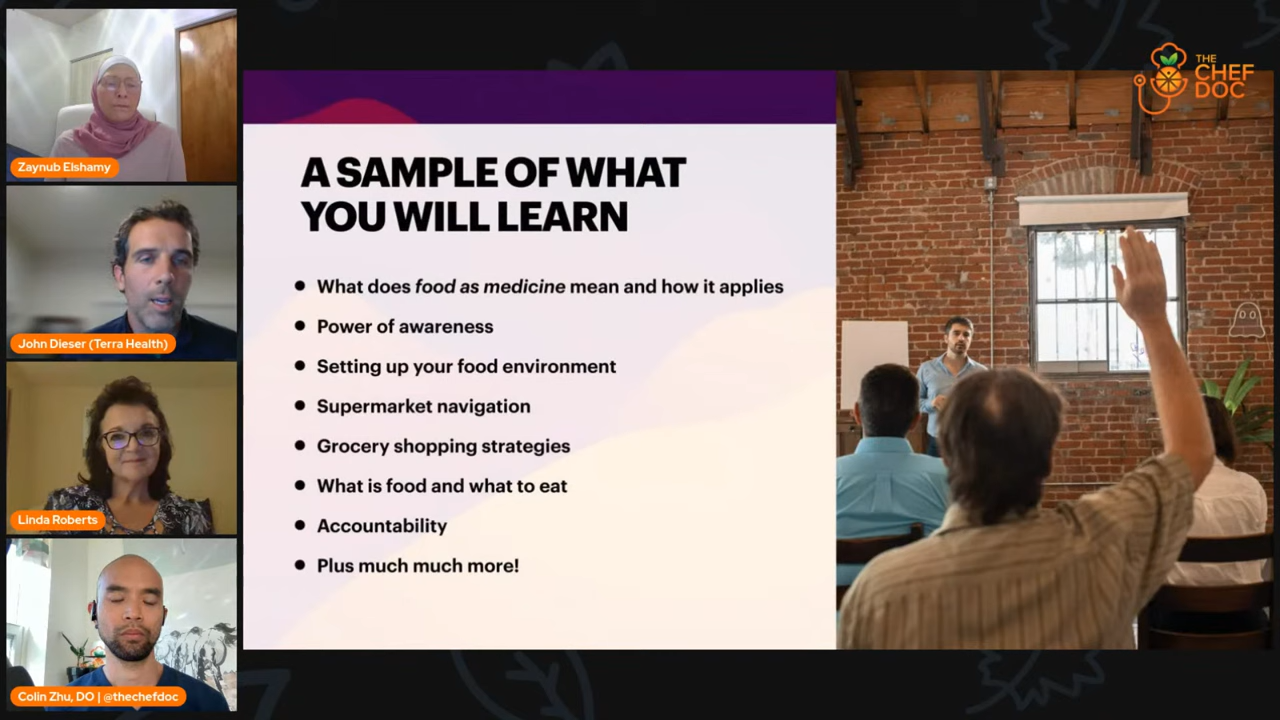 Zaynub Elshamy
John Dieser (Terra Health)
Linda Roberts
Colin Zhu, DO | @thechefdoc
A SAMPLE OF WHAT
YOU WILL LEARN
• What does food as medicine mean and how it applies
• Power of awareness
• Setting up your food environment
• Supermarket navigation
• Grocery shopping strategies
• What is food and what to eat
• Accountability
• Plus much much more!
THE
CHEF
DOC